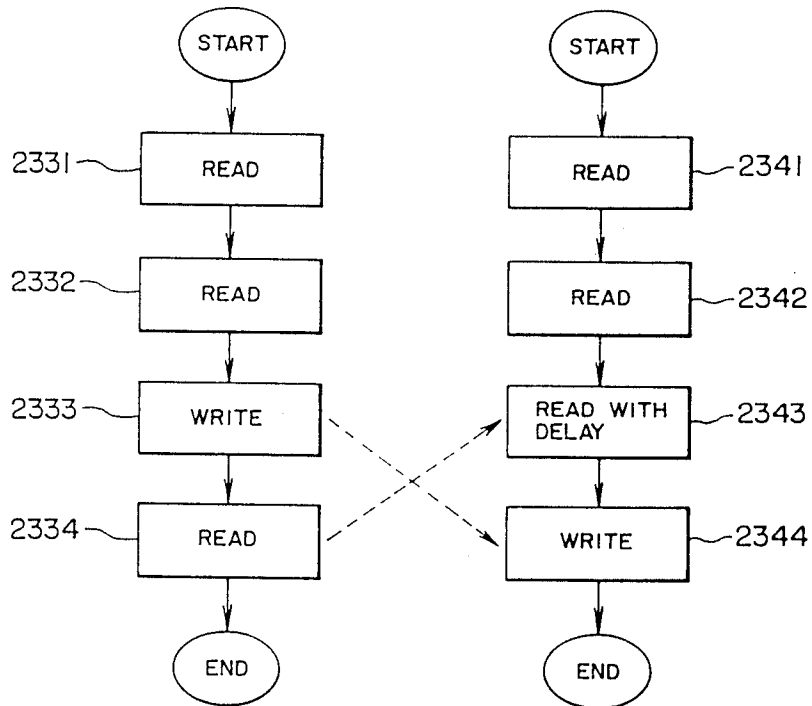 START
2331
READ
2332
READ
2333
WRITE
2334
READ
END
START
READ
2341
READ
2342
READ WITH
DELAY
2343
WRITE
2344
END